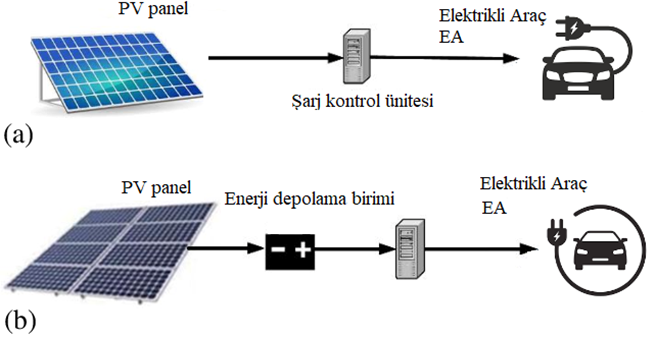 PV panel
Elektrikli Araç
EA
Şarj kontrol ünitesi
(a)
PV panel
Enerji depolama birimi
Elektrikli Araç
EA
(b)